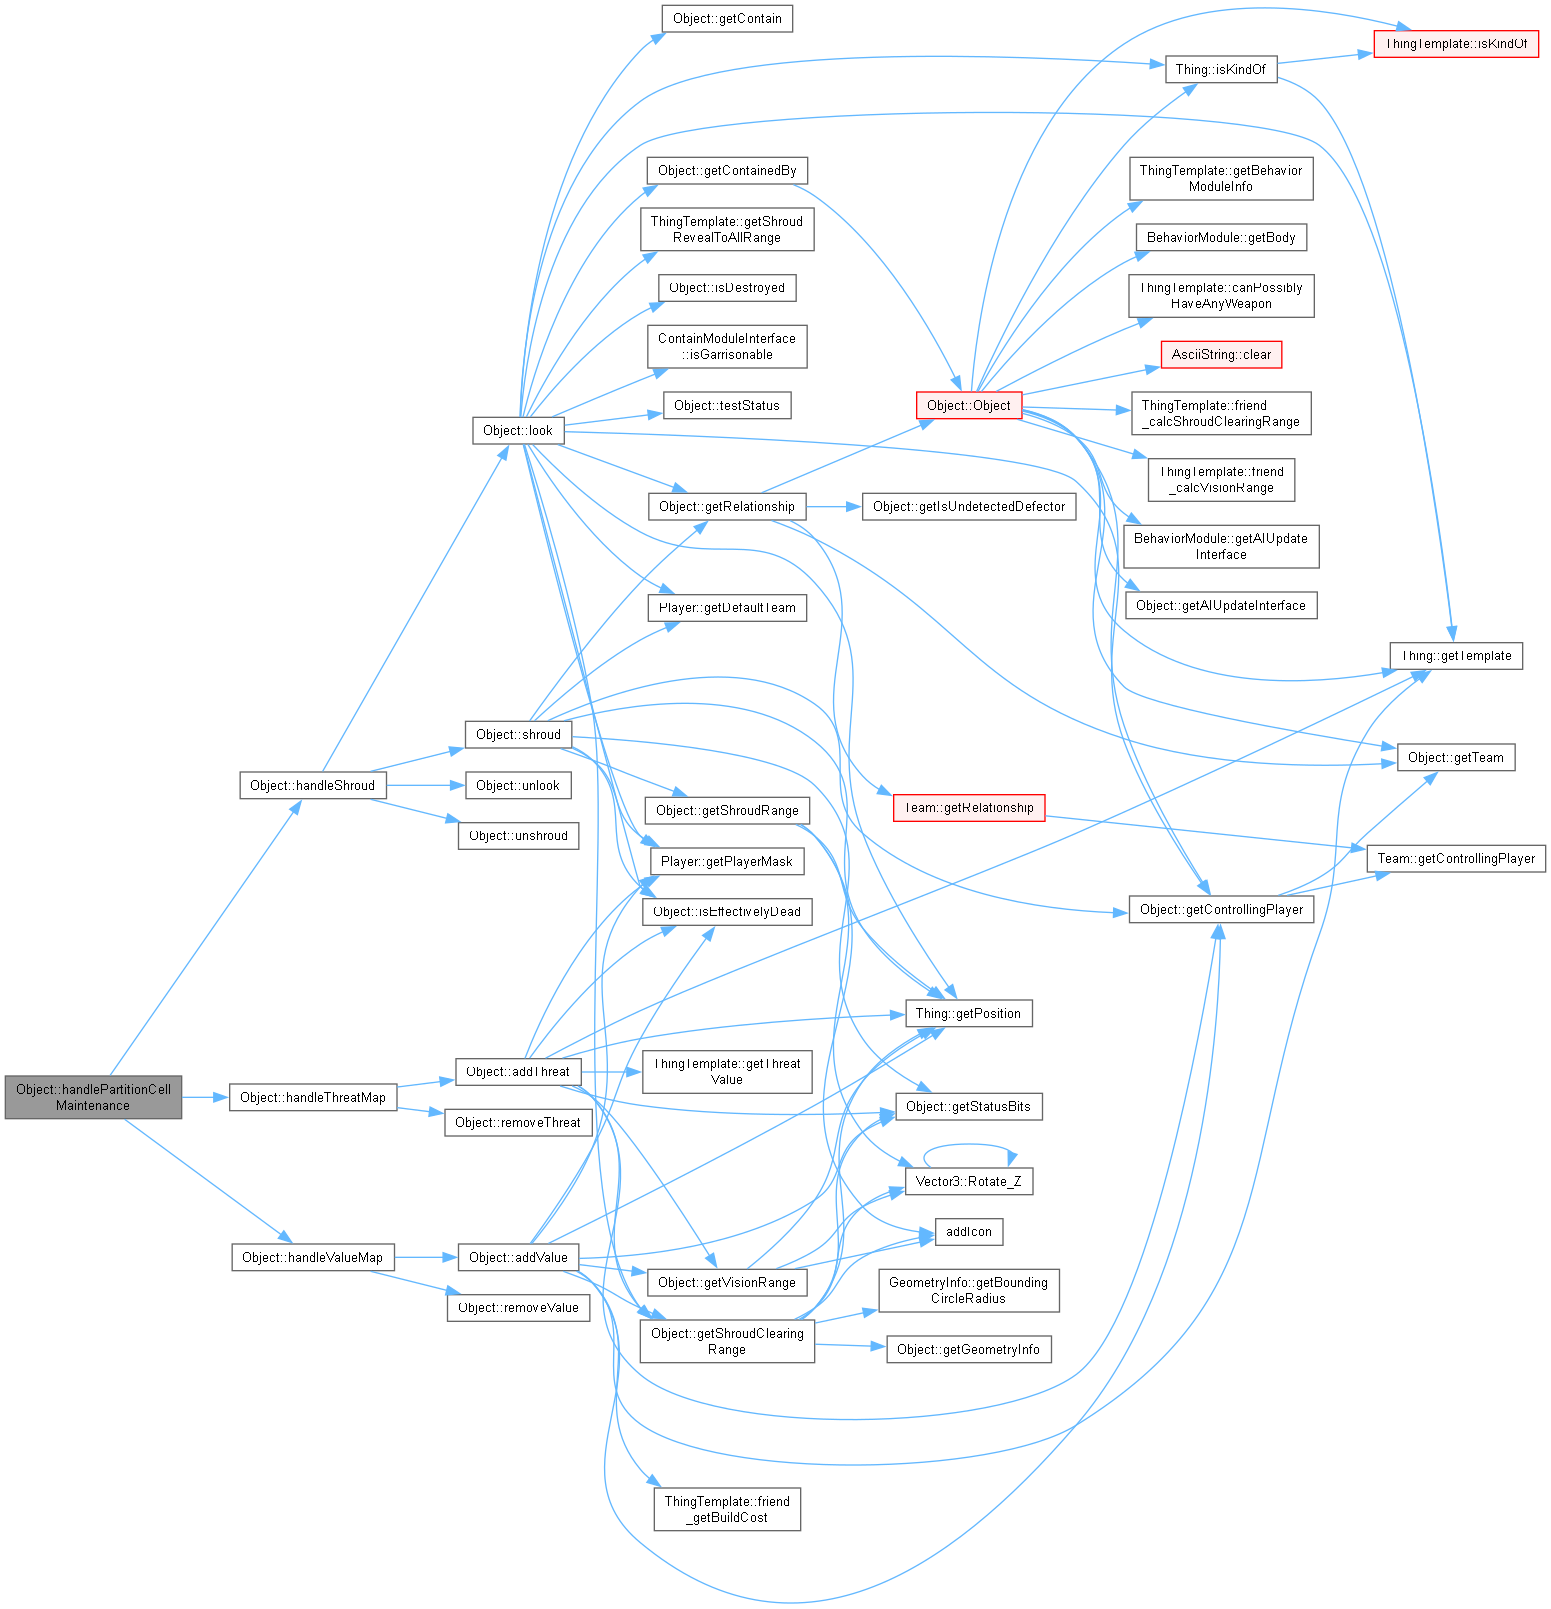 Object::handlePartitionCell
Maintenance
Object::handleShroud
Object::handleThreatMap
Object::handleValueMap
Object::look
Object::shroud
Object::unlook
Object::unshroud
Object::addThreat
Object::removeThreat
Object::addValue
Object::removeValue
Object::getContain
Object::getContainedBy
ThingTemplate::getShroud
RevealToAllRange
Object::isDestroyed
ContainModuleInterface
::isGarrisonable
Object::testStatus
Object::getRelationship
Player::getDefaultTeam
Object::getShroudRange
Player::getPlayerMask
Object::isEffectivelyDead
ThingTemplate::getThreat
Value
Object::getVisionRange
Object::getShroudClearing
Range
ThingTemplate::friend
_getBuildCost
Object::Object
Object::getIsUndetectedDefector
Team::getRelationship
Thing::getPosition
Object::getStatusBits
Vector3::Rotate_Z
addIcon
GeometryInfo::getBounding
CircleRadius
Object::getGeometryInfo
Thing::isKindOf
ThingTemplate::getBehavior
ModuleInfo
BehaviorModule::getBody
ThingTemplate::canPossibly
HaveAnyWeapon
AsciiString::clear
ThingTemplate::friend
_calcShroudClearingRange
ThingTemplate::friend
_calcVisionRange
BehaviorModule::getAIUpdate
Interface
Object::getAIUpdateInterface
Object::getControllingPlayer
ThingTemplate::isKindOf
Thing::getTemplate
Object::getTeam
Team::getControllingPlayer